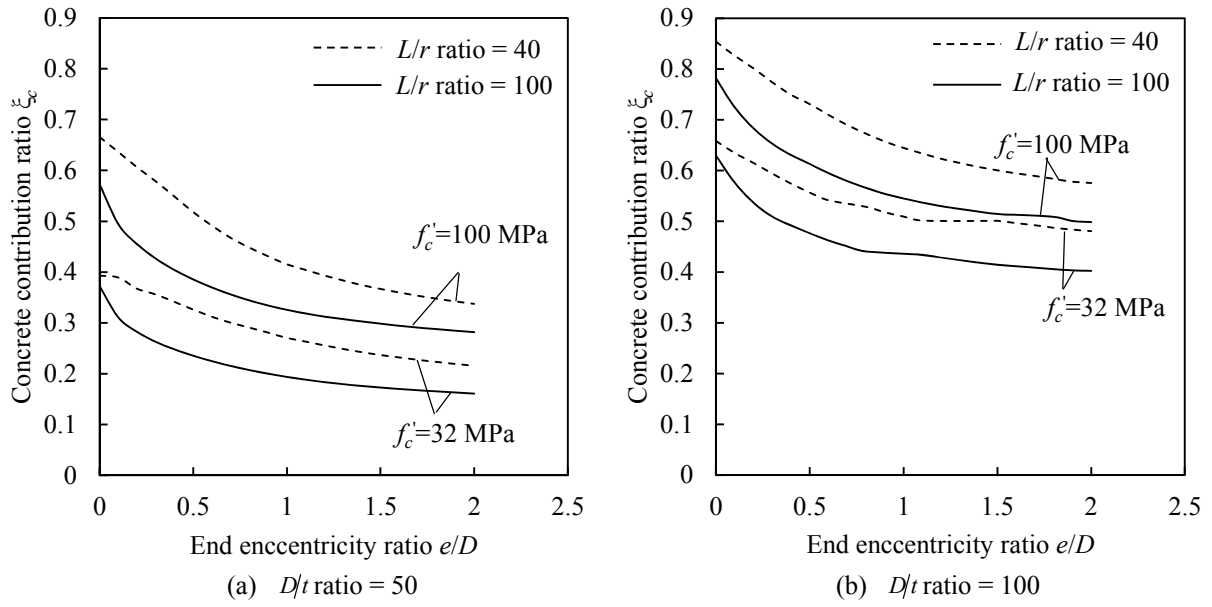 0.9
0.8
0.7
0.6
0.5
0.4
0.3
0.2
0.1
0
Concrete contribution ratio ξc
L/r ratio = 40
L/r ratio = 100
fc'=100 MPa
fc'=32 MPa
0 0.5 1 1.5 2 2.5
End enccentricity ratio e/D
(a) D/t ratio = 50
0.9
0.8
0.7
0.6
0.5
0.4
0.3
0.2
0.1
0
Concrete contribution ratio ξc
L/r ratio = 40
L/r ratio = 100
fc'=100 MPa
fc'=32 MPa
0 0.5 1 1.5 2 2.5
End enccentricity ratio e/D
(b) D/t ratio = 100